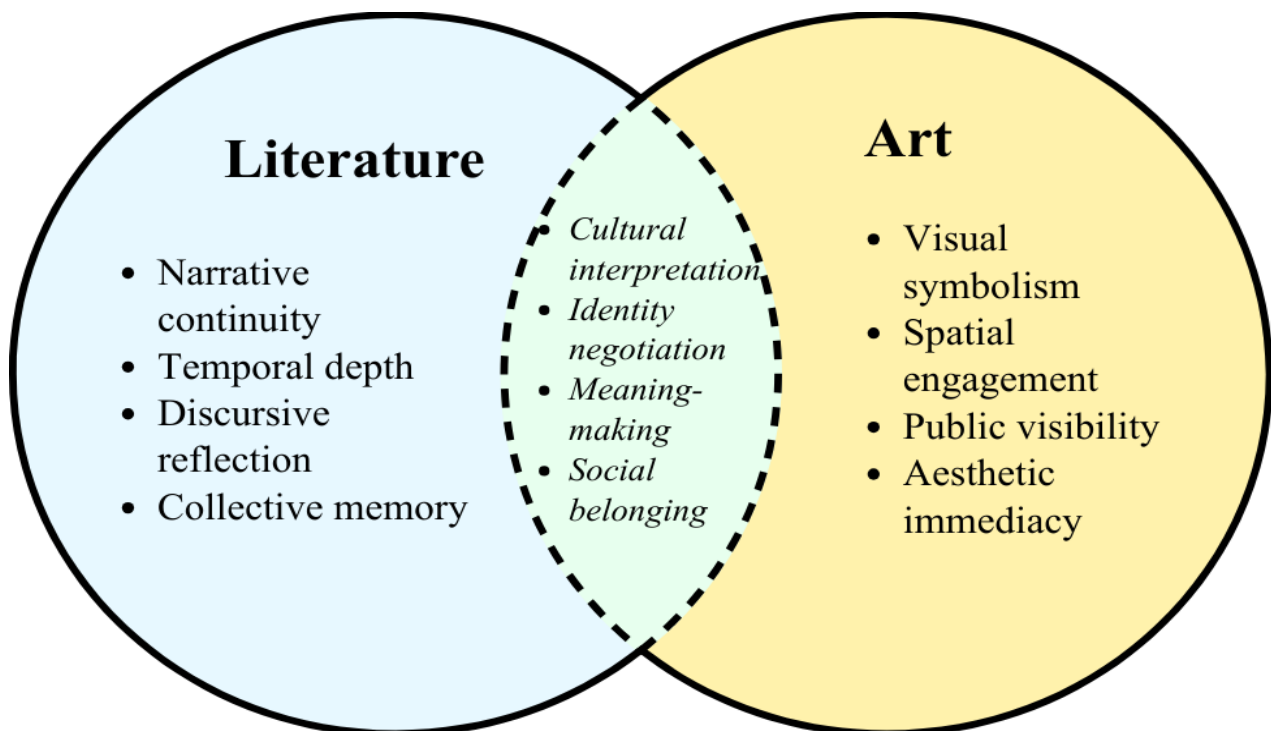 Literature
• Narrative
continuity
• Temporal depth
• Discursive
reflection
• Collective memory
• Cultural
interpretation
• Identity
negotiation
• Meaning-
making
• Social
belonging
Art
• Visual
symbolism
• Spatial
engagement
• Public visibility
• Aesthetic
immediacy